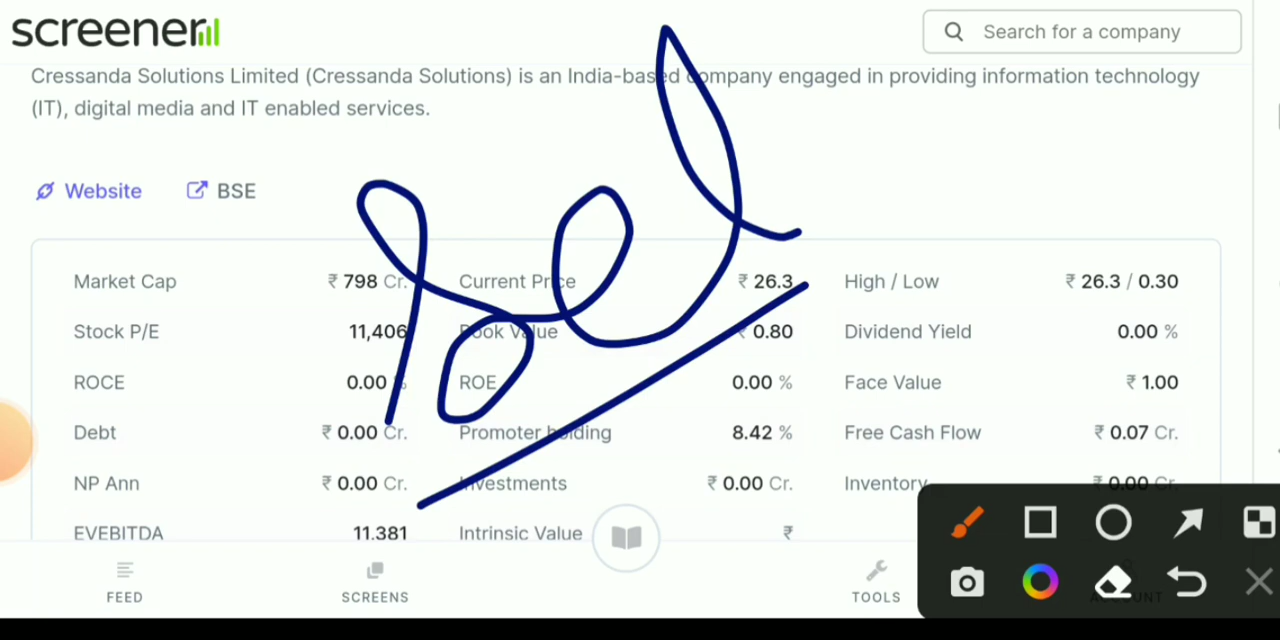 screener
Search for a company
Cressanda Solutions Limited (Cressanda Solutions) is an India-based company engaged in providing information technology
(IT), digital media and IT enabled services.
Website BSE
Market Cap ₹ 798 Cr. Current Price ₹ 26.3 High / Low ₹ 26.3 / 0.30
Stock P/E 11,406 Book Value ₹ 0.80 Dividend Yield 0.00 %
ROCE 0.00 % ROE 0.00 % Face Value ₹ 1.00
Debt ₹ 0.00 Cr. Promoter holding 8.42 % Free Cash Flow ₹ 0.07 Cr.
NP Ann ₹ 0.00 Cr. Investments ₹ 0.00 Cr. Inventory ₹ 0.00 Cr.
EVEBITDA 11.381 Intrinsic Value ₹
FEED SCREENS TOOLS